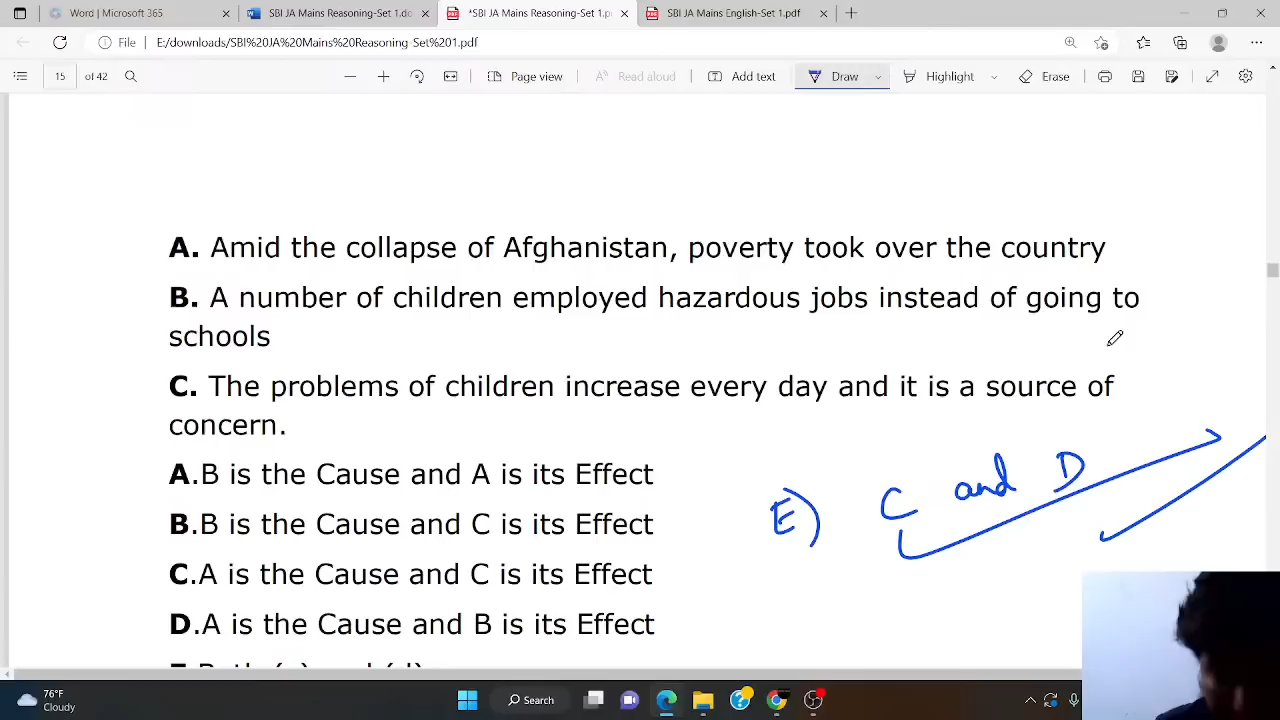 Word | Microsoft 365
SBI JA Mains Reasoning-Set 1.do
*SBI JA Mains Reasoning-Set 1.p
SBI JA Mains English-Set 1.pdf
File
E:/downloads/SBI%20JA%20Mains%20Reasoning-Set%201.pdf
15
of 42
Page view
Read aloud
Add text
Draw
Highlight
Erase
A. Amid the collapse of Afghanistan, poverty took over the country
B. A number of children employed hazardous jobs instead of going to
schools
C. The problems of children increase every day and it is a source of
concern.
A.B is the Cause and A is its Effect
B.B is the Cause and C is its Effect
C.A is the Cause and C is its Effect
D.A is the Cause and B is its Effect
E) C and D
76°F
Cloudy
Search